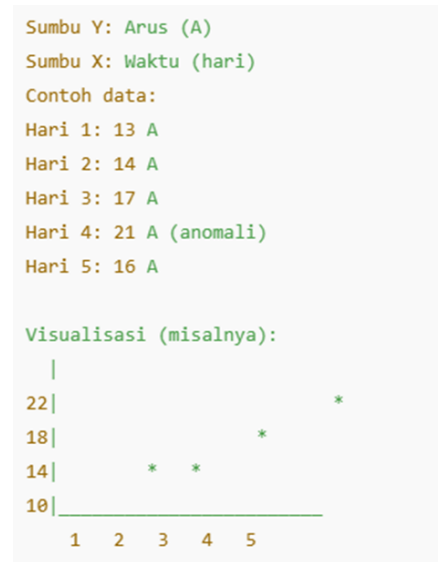 Sumbu Y: Arus (A)
Sumbu X: Waktu (hari)
Contoh data:
Hari 1: 13 A
Hari 2: 14 A
Hari 3: 17 A
Hari 4: 21 A (anomali)
Hari 5: 16 A

Visualisasi (misalnya):
  |
22|                         *
18|                  *
14|        *   *
10|________________________
    1   2   3   4   5